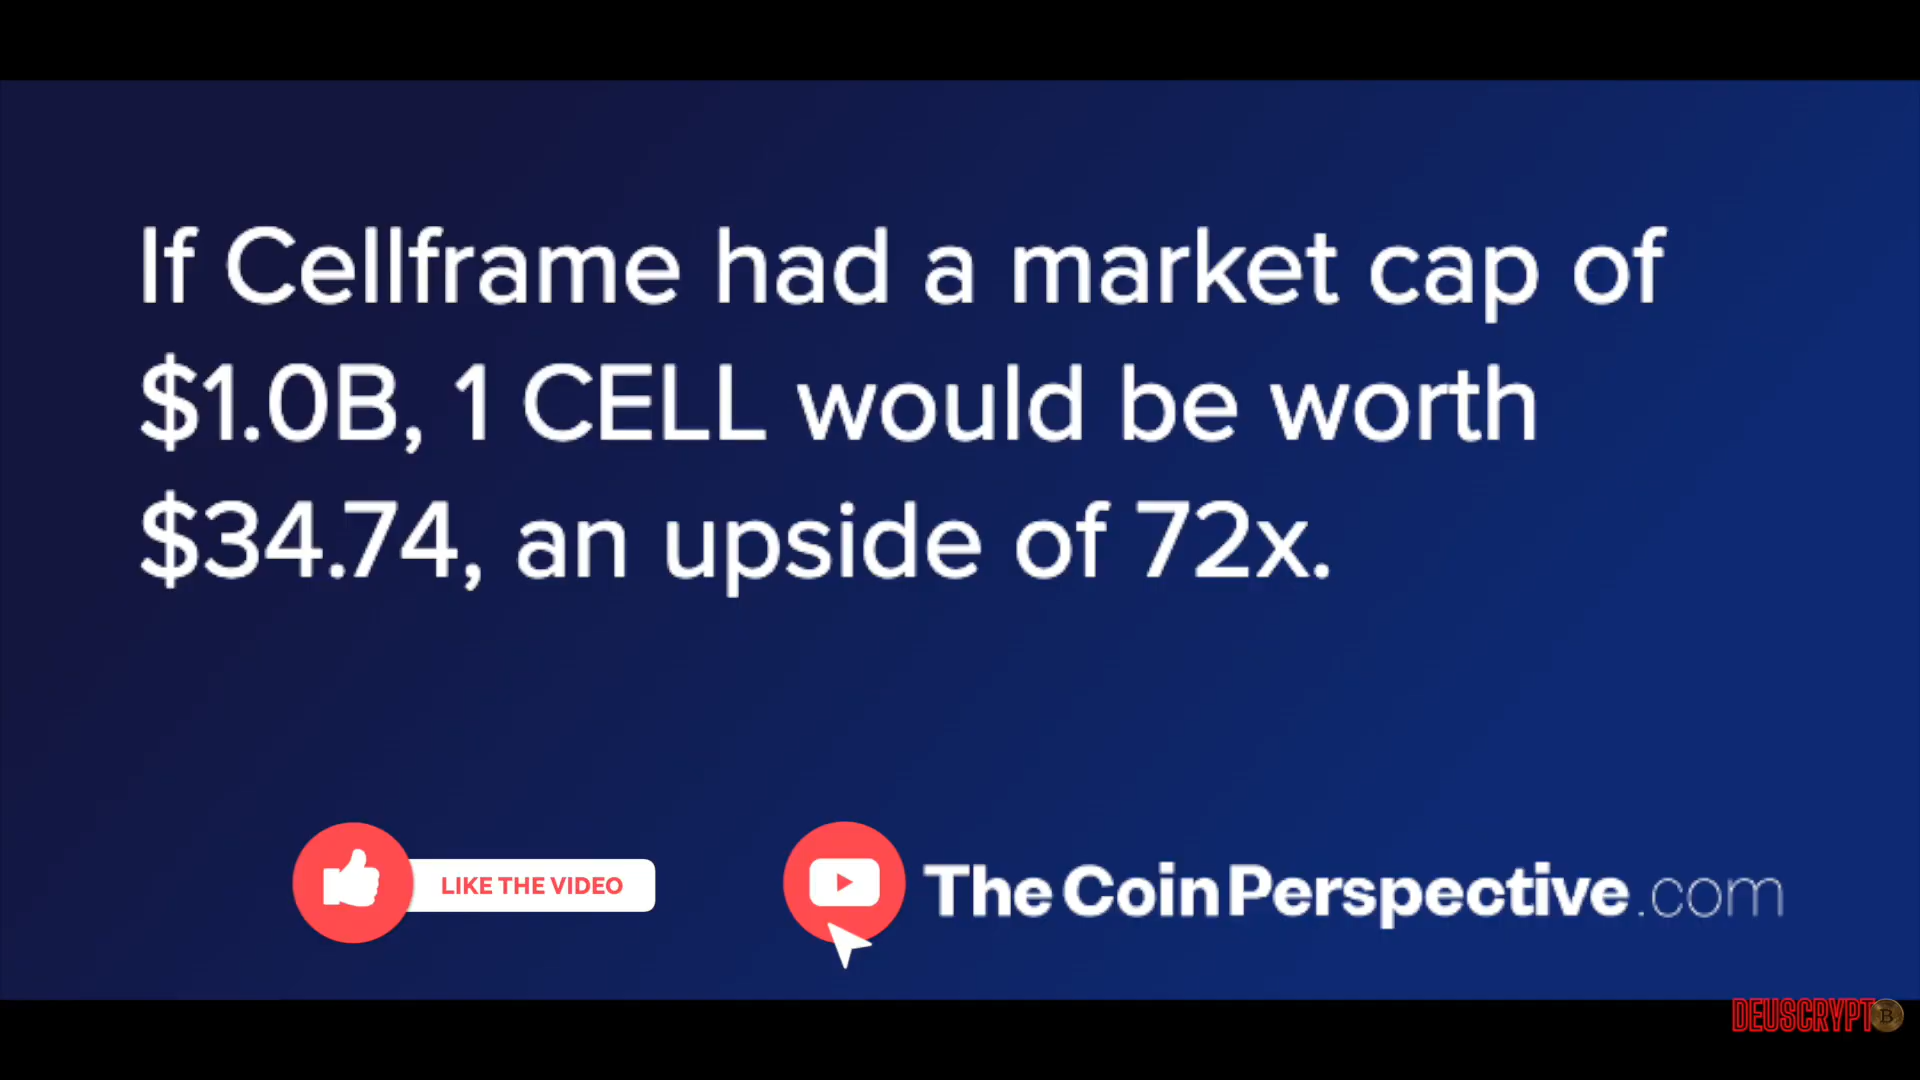 If Cellframe had a market cap of
$1.0B, 1 CELL would be worth
$34.74, an upside of 72x.
LIKE THE VIDEO
TheCoinPerspective.com
DEUSCRYPT